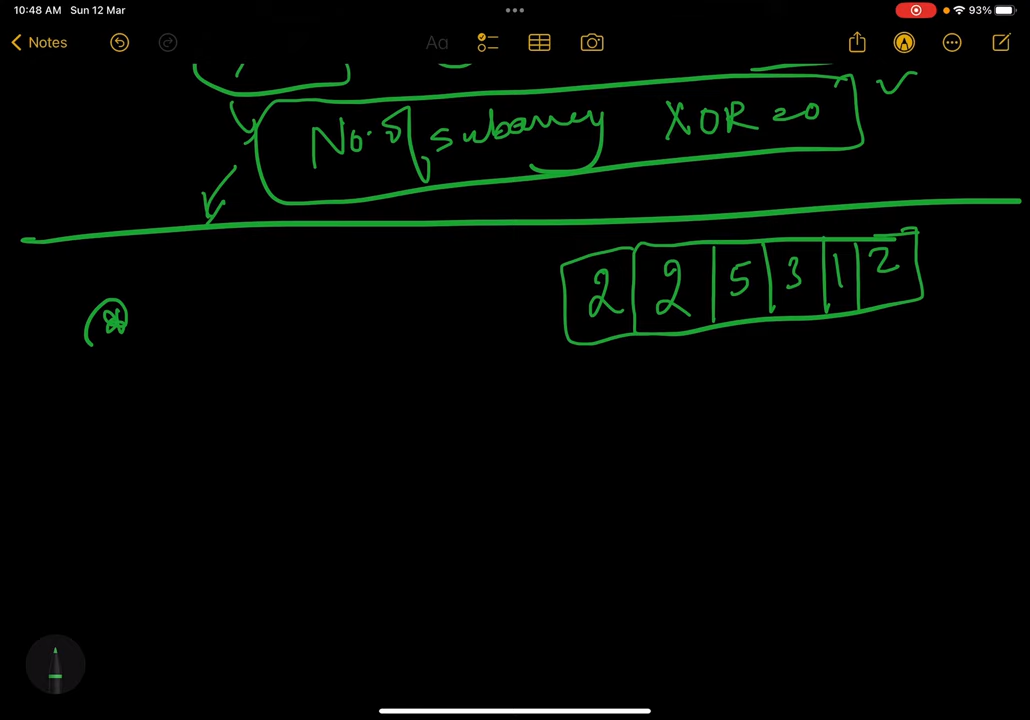 10:48 AM Sun 12 Mar 93%
Notes Aa
No. of subarray XOR = 0
2 2 5 3 1 2